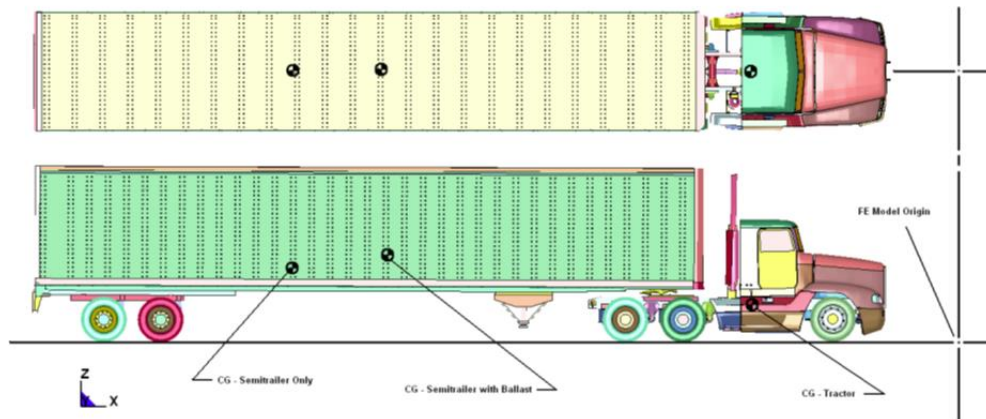 FE Model Origin
CG - Semitrailer Only
CG - Semitrailer with Ballast
CG - Tractor
Z
X